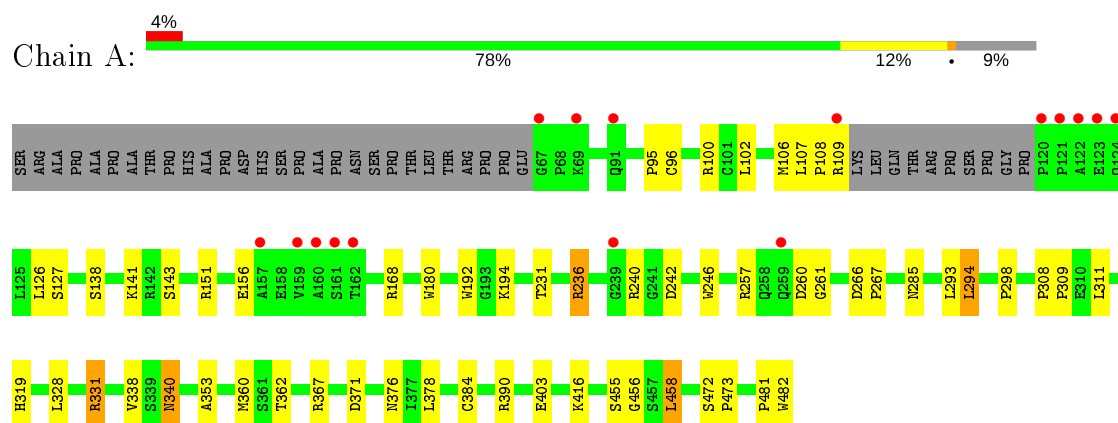 4%
Chain A:
78% 12% • 9%
SER ARG ALA PRO ALA PRO ALA THR PRO HIS ALA PRO ASP HIS SER PRO ALA PRO ASN SER PRO THR LEU THR ARG PRO PRO GLU G67 P68 K69 Q91 P95 C96 R100 C101 L102 M106 L107 P108 R109 LYS LEU GLN THR ARG PRO SER PRO GLY PRO P120 P121 A122 E123 Q124
L125 L126 S127 S138 K141 R142 S143 R151 E156 A157 E158 V159 A160 S161 T162 R168 W180 W192 G193 K194 T231 R236 G239 R240 G241 D242 W246 R257 Q258 Q259 D260 G261 D266 P267 N285 L293 L294 P298 P308 P309 E310 L311
H319 L328 R331 V338 S339 N340 A353 M360 S361 T362 R367 D371 N376 I377 L378 C384 R390 E403 K416 S455 G456 S457 L458 S472 P473 P481 W482